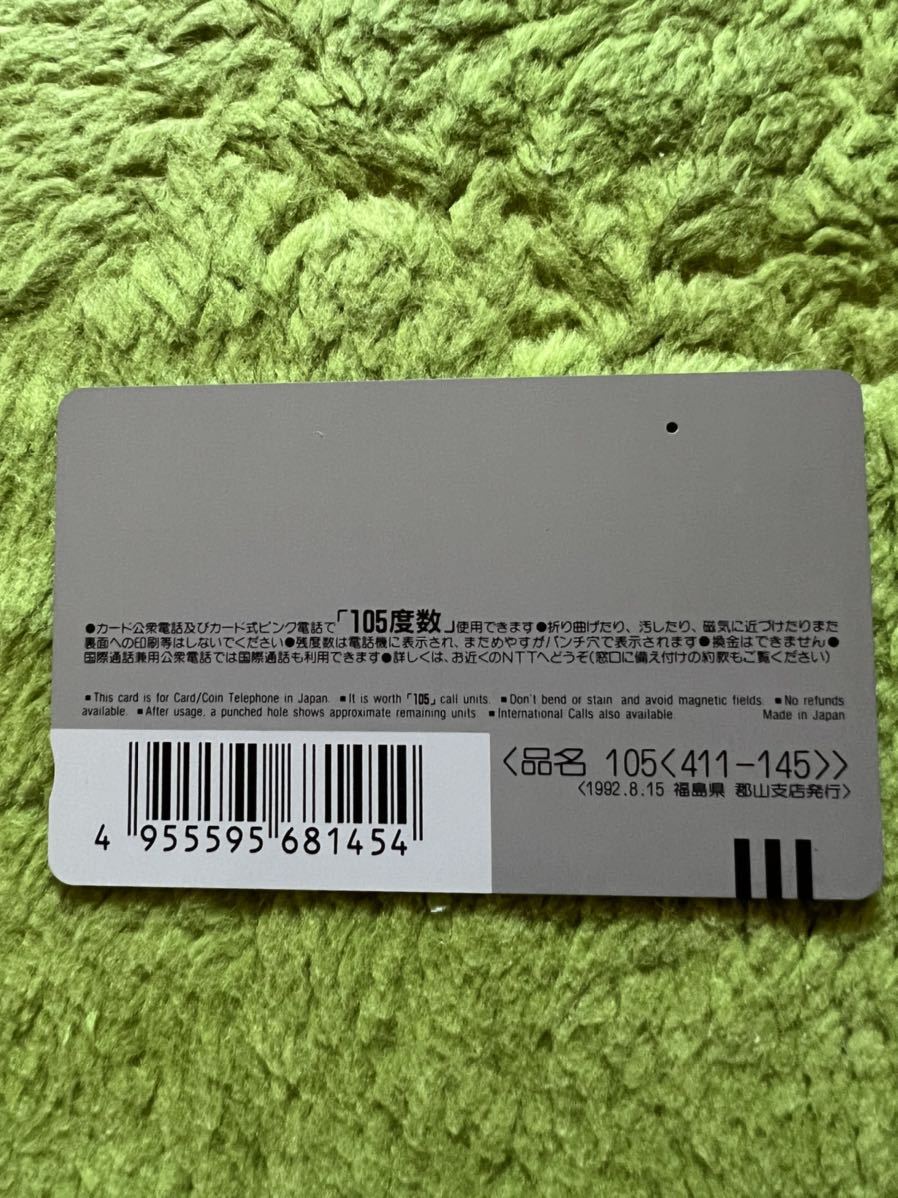 ●カード公衆電話及びカード式ピンク電話で「105度数」使用できます●折り曲げたり、汚したり、磁気に近づけたりまた
裏面への印刷等はしないでください●残度数は電話機に表示され、まためやすがパンチ穴で表示されます●換金はできません●
国際通話兼用公衆電話では国際通話も利用できます●詳しくは、お近くのNTTへどうぞ(窓口に備え付けの約款もご覧ください)
■This card is for Card/Coin Telephone in Japan. ■It is worth「105」call units. ■Don't bend or stain and avoid magnetic fields. ■No refunds
available. ■After usage, a punched hole shows approximate remaining units. ■International Calls also available. Made in Japan
<品名 105<411-145>>
<1992.8.15 福島県 郡山支店発行>
4 955595 681454